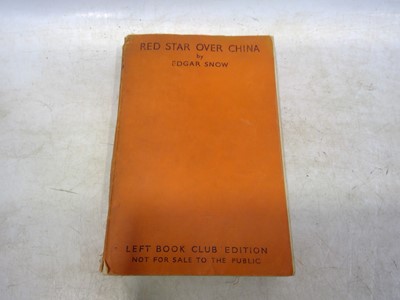 RED STAR OVER CHINA
by
EDGAR SNOW
LEFT BOOK CLUB EDITION
NOT FOR SALE TO THE PUBLIC